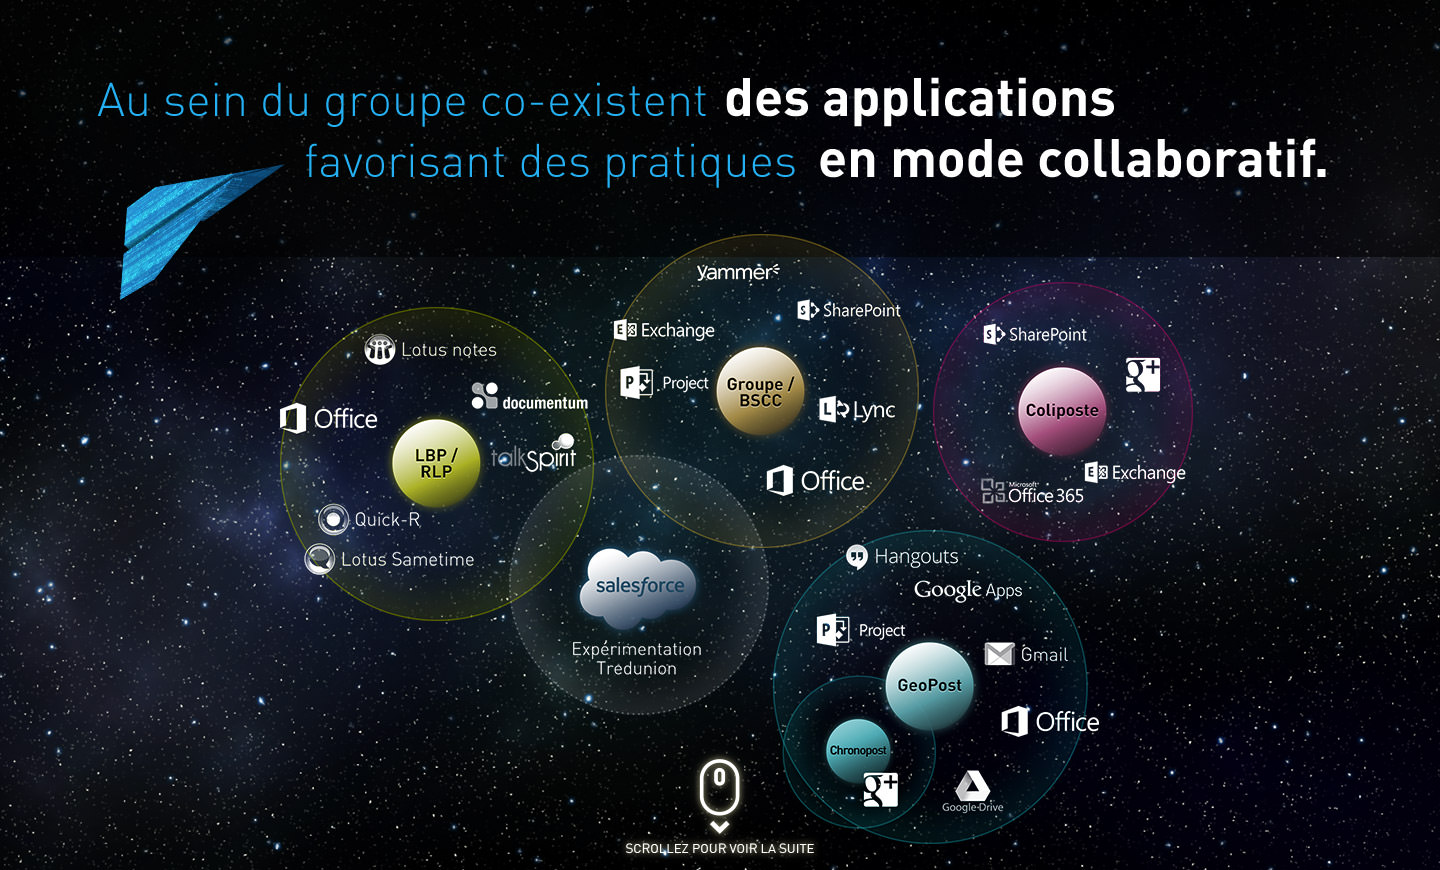 Au sein du groupe co-existent des applications
favorisant des pratiques en mode collaboratif.
Lotus notes
Office
documentum
LBP /
RLP
talkSpirit
Quick-R
Lotus Sametime
yammer
SharePoint
Exchange
Project
Groupe /
BSCC
Lync
Office
SharePoint
g+
Coliposte
Exchange
Microsoft
Office 365
salesforce
Expérimentation
Trédunion
Hangouts
Google Apps
Project
Gmail
GeoPost
Office
Chronopost
g+
Google Drive
SCROLLEZ POUR VOIR LA SUITE